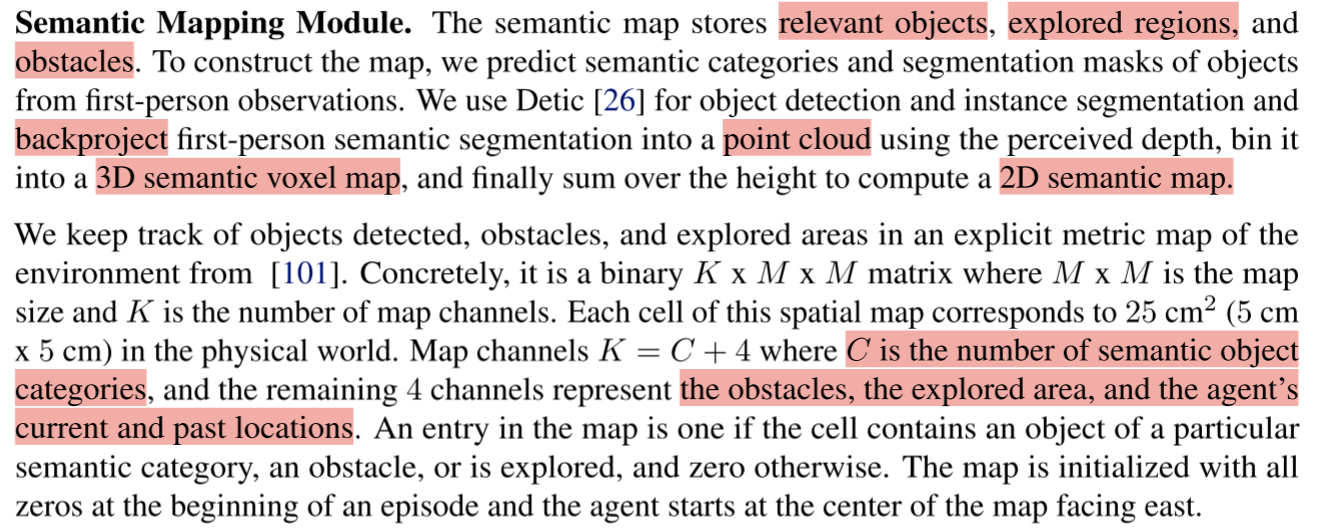 Semantic Mapping Module. The semantic map stores relevant objects, explored regions, and
obstacles. To construct the map, we predict semantic categories and segmentation masks of objects
from first-person observations. We use Detic [26] for object detection and instance segmentation and
backproject first-person semantic segmentation into a point cloud using the perceived depth, bin it
into a 3D semantic voxel map, and finally sum over the height to compute a 2D semantic map.
We keep track of objects detected, obstacles, and explored areas in an explicit metric map of the
environment from [101]. Concretely, it is a binary K x M x M matrix where M x M is the map
size and K is the number of map channels. Each cell of this spatial map corresponds to 25 cm² (5 cm
x 5 cm) in the physical world. Map channels K = C + 4 where C is the number of semantic object
categories, and the remaining 4 channels represent the obstacles, the explored area, and the agent's
current and past locations. An entry in the map is one if the cell contains an object of a particular
semantic category, an obstacle, or is explored, and zero otherwise. The map is initialized with all
zeros at the beginning of an episode and the agent starts at the center of the map facing east.